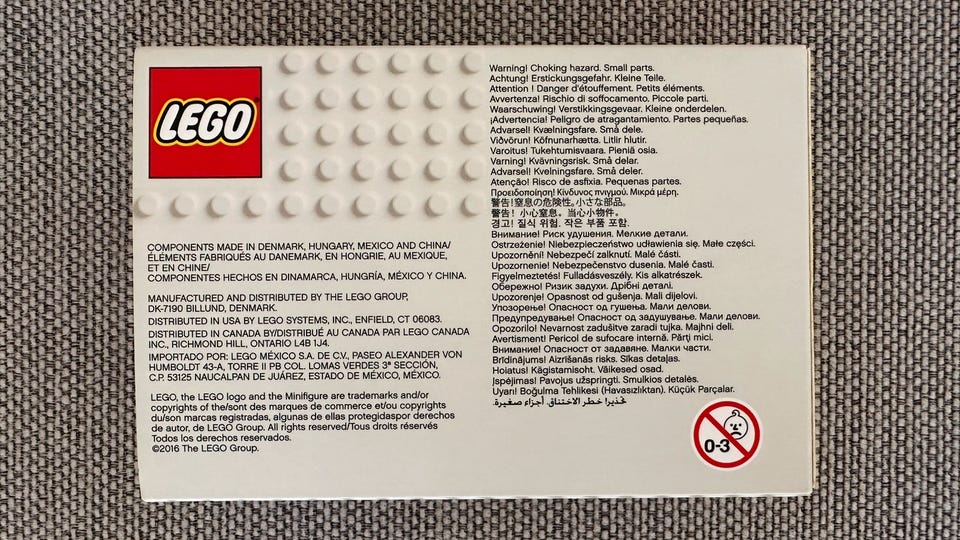 LEGO
COMPONENTS MADE IN DENMARK, HUNGARY, MEXICO AND CHINA/
ÉLÉMENTS FABRIQUÉS AU DANEMARK, EN HONGRIE, AU MEXIQUE,
ET EN CHINE/
COMPONENTES HECHOS EN DINAMARCA, HUNGRÍA, MÉXICO Y CHINA.
MANUFACTURED AND DISTRIBUTED BY THE LEGO GROUP,
DK-7190 BILLUND, DENMARK.
DISTRIBUTED IN USA BY LEGO SYSTEMS, INC., ENFIELD, CT 06083.
DISTRIBUTED IN CANADA BY/DISTRIBUÉ AU CANADA PAR LEGO CANADA
INC., RICHMOND HILL, ONTARIO L4B 1J4.
IMPORTADO POR: LEGO MÉXICO S.A. DE C.V., PASEO ALEXANDER VON
HUMBOLDT 43-A, TORRE II PB COL. LOMAS VERDES 3ª SECCIÓN,
C.P. 53125 NAUCALPAN DE JUÁREZ, ESTADO DE MÉXICO, MÉXICO.
LEGO, the LEGO logo and the Minifigure are trademarks and/or
copyrights of the/sont des marques de commerce et/ou copyrights
du/son marcas registradas, algunas de ellas protegidaspor derechos
de autor, de LEGO Group. All rights reserved/Tous droits réservés
Todos los derechos reservados.
©2016 The LEGO Group.
Warning! Choking hazard. Small parts.
Achtung! Erstickungsgefahr. Kleine Teile.
Attention ! Danger d'étouffement. Petits éléments.
Avvertenza! Rischio di soffocamento. Piccole parti.
Waarschuwing! Verstikkingsgevaar. Kleine onderdelen.
¡Advertencia! Peligro de atragantamiento. Partes pequeñas.
Advarsel! Kvælningsfare. Små dele.
Viðvörun! Köfnunarhætta. Litlir hlutir.
Varoitus! Tukehtumisvaara. Pieniä osia.
Varning! Kvävningsrisk. Små delar.
Advarsel! Kvelningsfare. Små deler.
Atenção! Risco de asfixia. Pequenas partes.
Προειδοποίηση! Κίνδυνος πνιγμού. Μικρά μέρη.
警告!窒息の危険性。小さな部品。
警告！小心窒息。当心小物件。
경고! 질식 위험. 작은 부품 포함.
Внимание! Риск удушения. Мелкие детали.
Ostrzeżenie! Niebezpieczeństwo udławienia się. Małe części.
Upozornění! Nebezpečí zalknutí. Malé části.
Upozornenie! Nebezpečenstvo dusenia. Malé časti.
Figyelmeztetés! Fulladásveszély. Kis alkatrészek.
Обережно! Ризик задухи. Дрібні деталі.
Upozorenje! Opasnost od gušenja. Mali dijelovi.
Упозорење! Опасност од гушења. Мали делови.
Предупредување! Опасност од задушување. Мали делови.
Opozorilo! Nevarnost zadušitve zaradi tujka. Majhni deli.
Avertisment! Pericol de sufocare internă. Părți mici.
Внимание! Опасност от задавяне. Малки части.
Brīdinājums! Aizrīšanās risks. Sīkas detaļas.
Hoiatus! Kägistamisoht. Väikesed osad.
Įspėjimas! Pavojus užspringti. Smulkios detalės.
Uyarı! Boğulma Tehlikesi (Havasızlıktan). Küçük Parçalar.
تحذير! خطر الاختناق. أجزاء صغيرة.
0-3